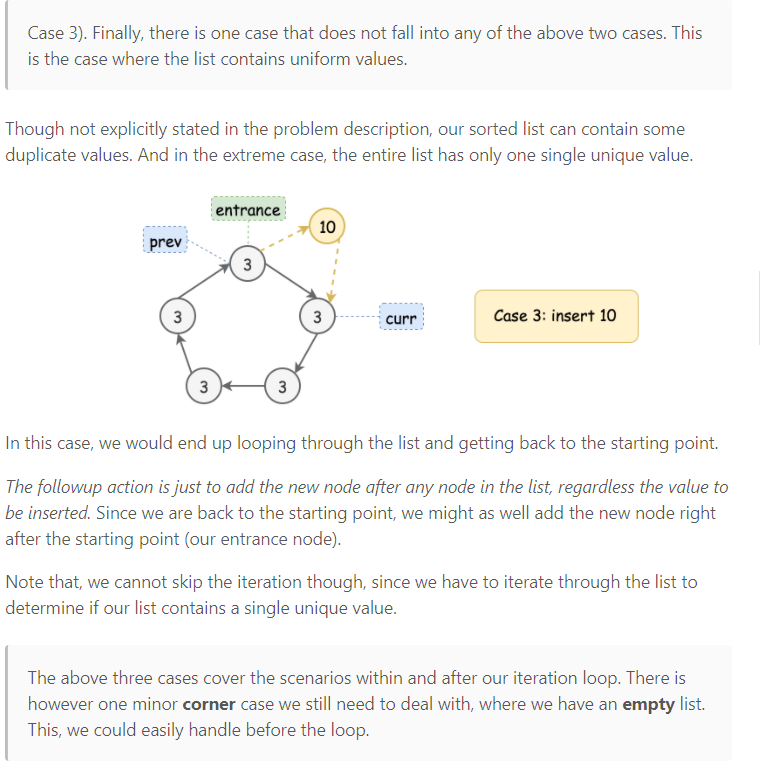 Case 3). Finally, there is one case that does not fall into any of the above two cases. This
is the case where the list contains uniform values.
Though not explicitly stated in the problem description, our sorted list can contain some
duplicate values. And in the extreme case, the entire list has only one single unique value.
entrance
10
prev
3
3
3
curr
Case 3: insert 10
3
3
In this case, we would end up looping through the list and getting back to the starting point.
The followup action is just to add the new node after any node in the list, regardless the value to
be inserted. Since we are back to the starting point, we might as well add the new node right
after the starting point (our entrance node).
Note that, we cannot skip the iteration though, since we have to iterate through the list to
determine if our list contains a single unique value.
The above three cases cover the scenarios within and after our iteration loop. There is
however one minor corner case we still need to deal with, where we have an empty list.
This, we could easily handle before the loop.